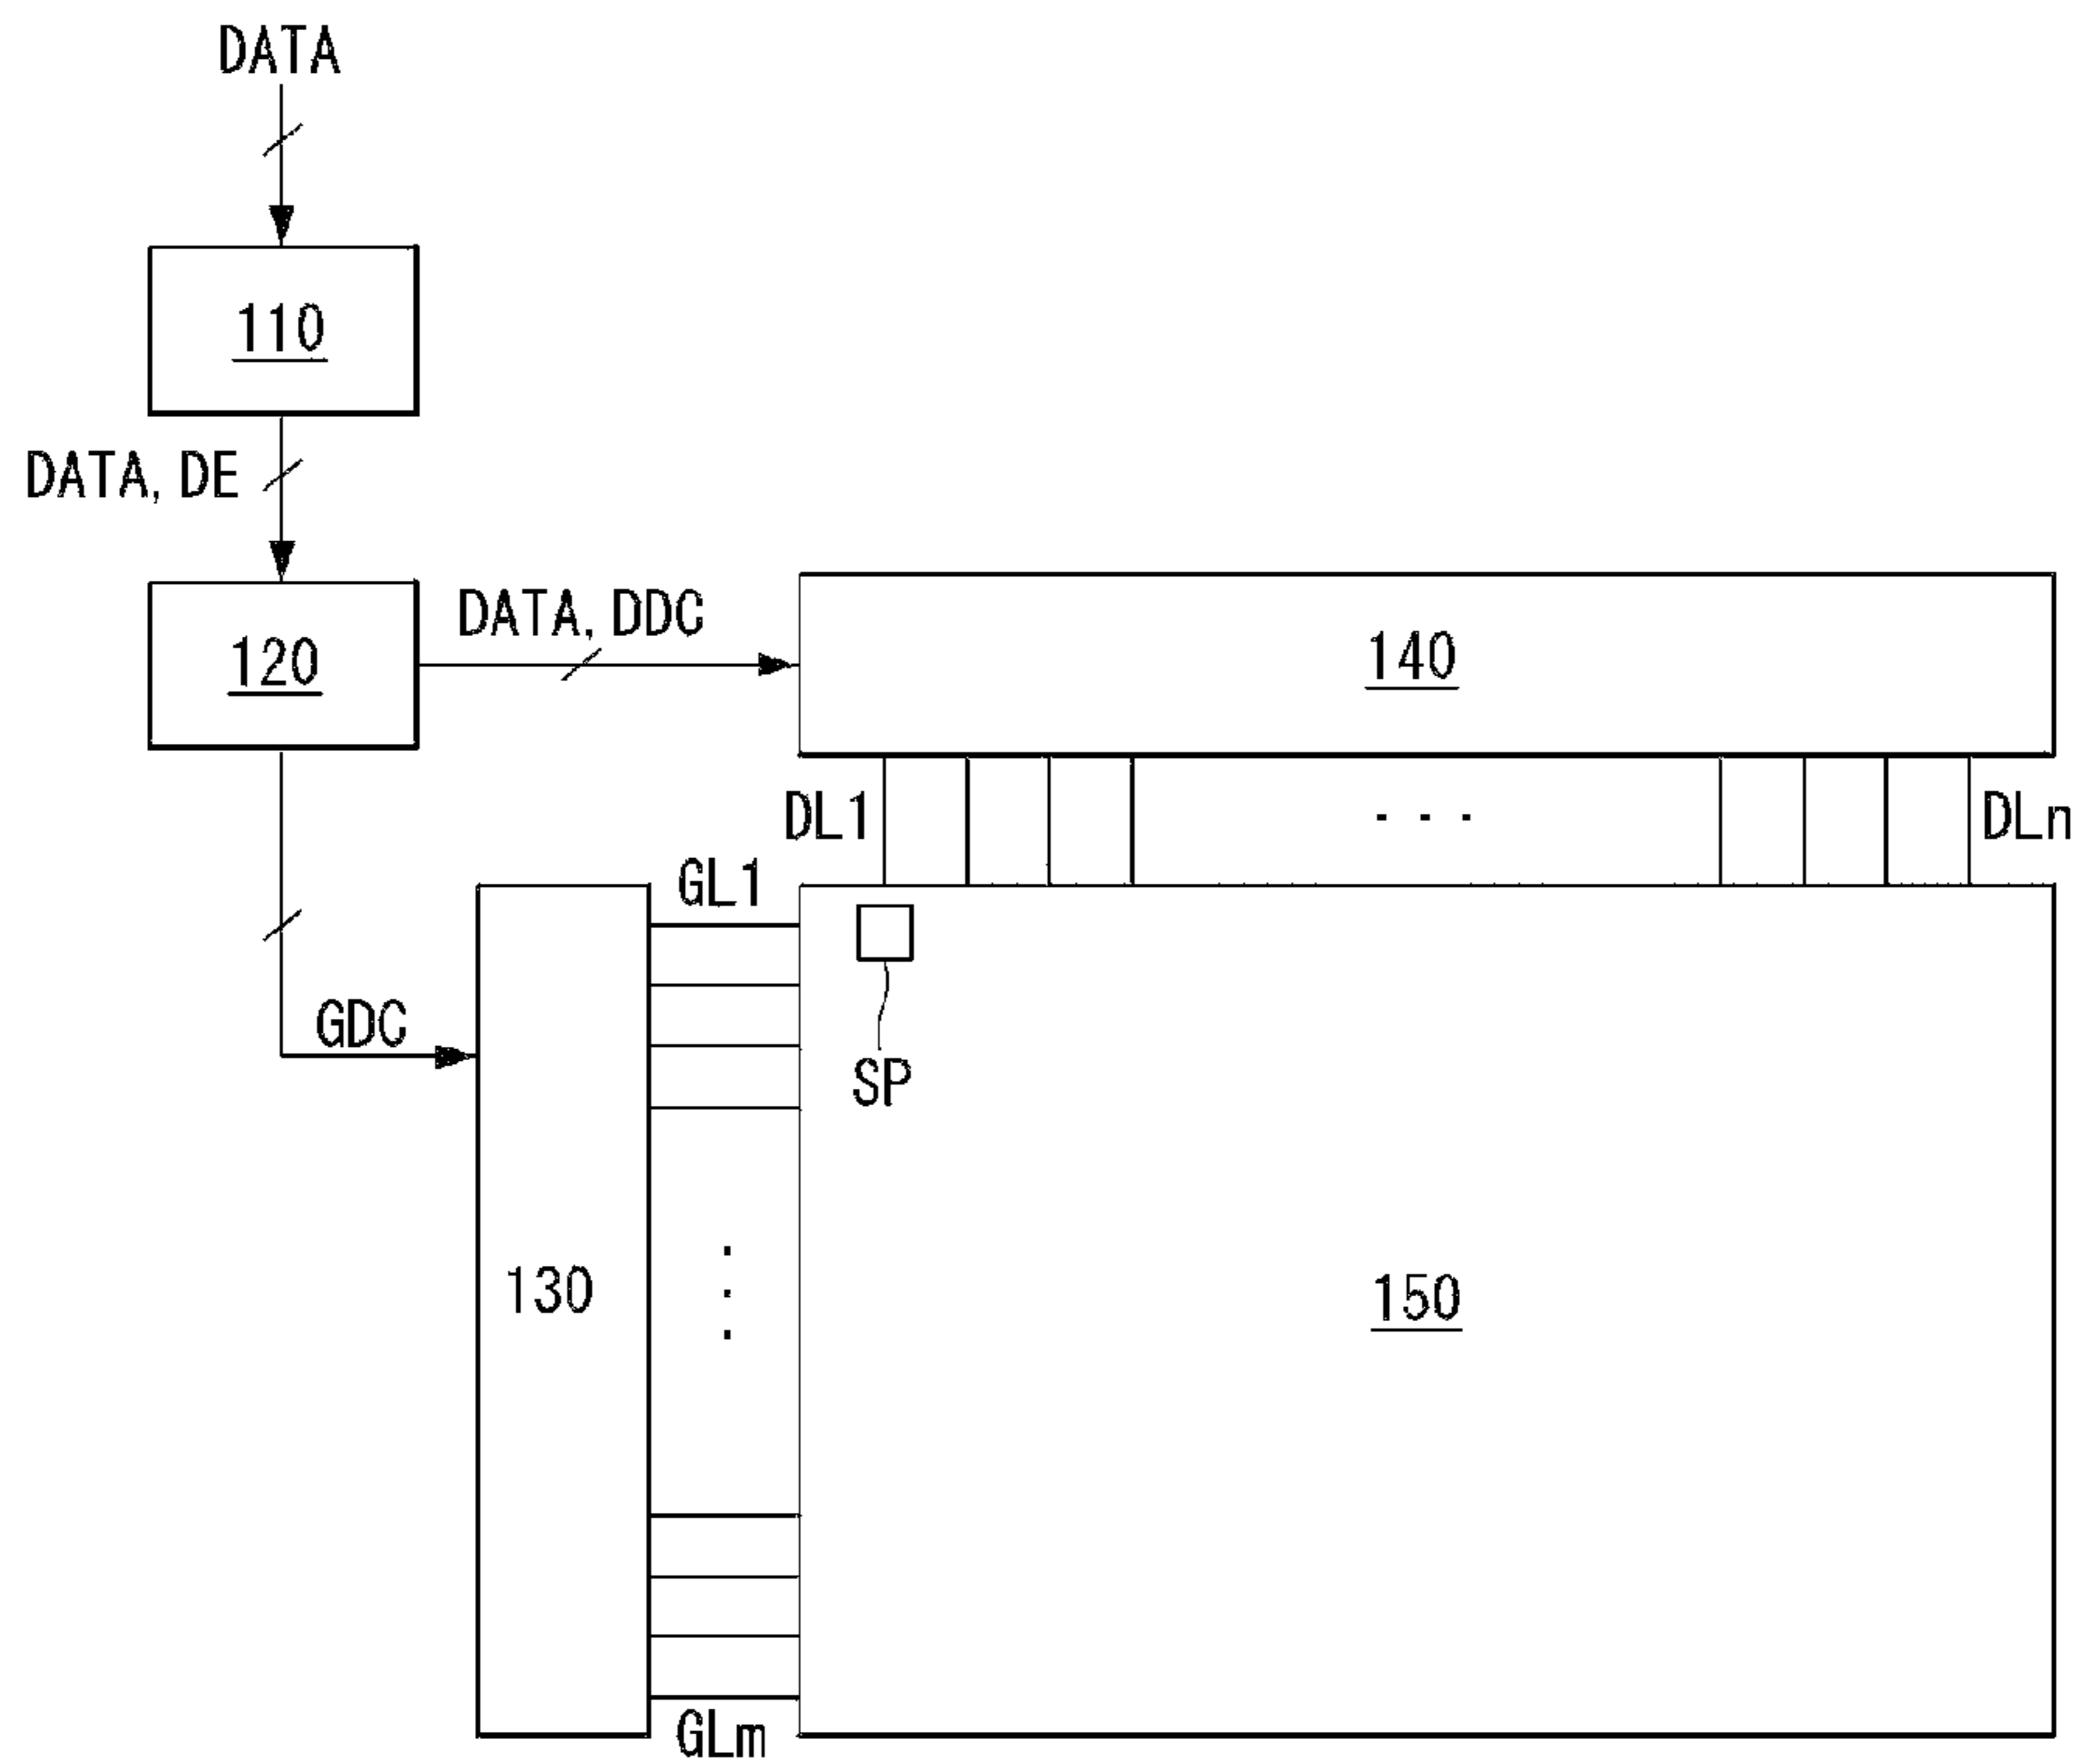 DATA
110
DATA, DE
120
DATA, DDC
140
DL1
...
DLn
GL1
SP
GDC
130
150
GLm